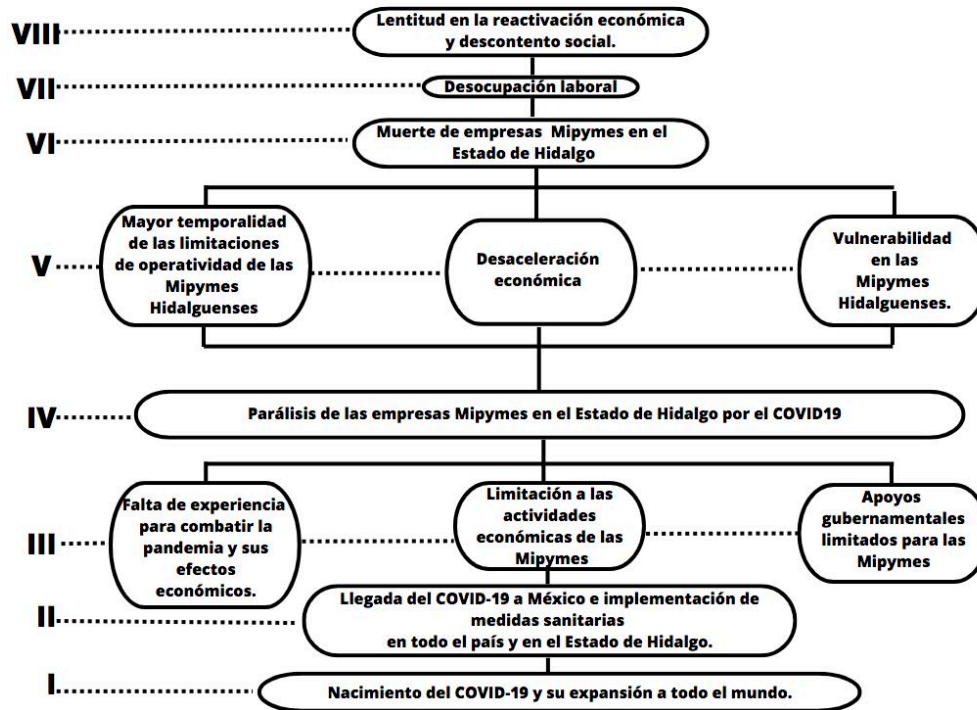 VIII
Lentitud en la reactivación económica
y descontento social.
VII
Desocupación laboral
VI
Muerte de empresas Mipymes en el
Estado de Hidalgo
V
Mayor temporalidad
de las limitaciones
de operatividad de las
Mipymes
Hidalguenses
Desaceleración
económica
Vulnerabilidad
en las
Mipymes
Hidalguenses.
IV
Parálisis de las empresas Mipymes en el Estado de Hidalgo por el COVID19
III
Falta de experiencia
para combatir la
pandemia y sus
efectos
económicos.
Limitación a las
actividades
económicas de las
Mipymes
Apoyos
gubernamentales
limitados para las
Mipymes
II
Llegada del COVID-19 a México e implementación de
medidas sanitarias
en todo el país y en el Estado de Hidalgo.
I
Nacimiento del COVID-19 y su expansión a todo el mundo.